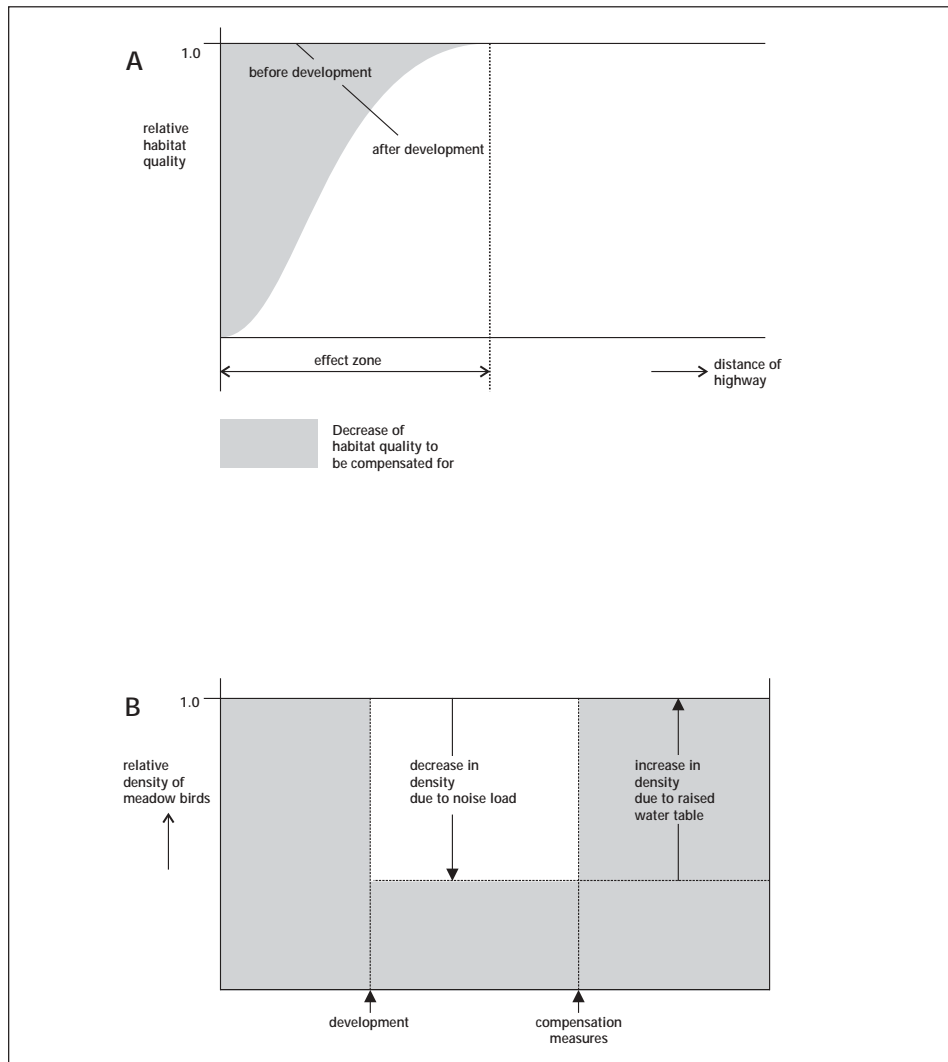 A
1.0
before development
relative
habitat
quality
after development
effect zone
distance of
highway
Decrease of
habitat quality to
be compensated for
B
1.0
relative
density of
meadow birds
decrease in
density
due to noise load
increase in
density
due to raised
water table
development
compensation
measures